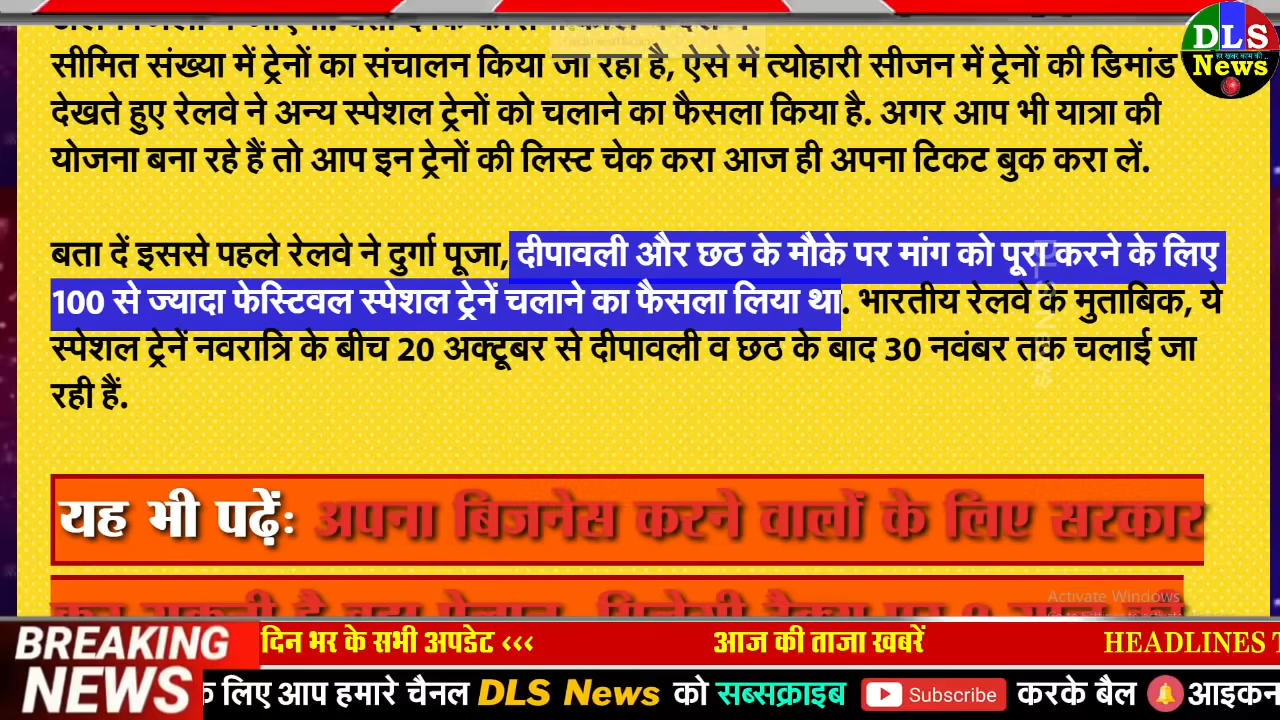 सीमित संख्या में ट्रेनों का संचालन किया जा रहा है, ऐसे में त्योहारी सीजन में ट्रेनों की डिमांड
देखते हुए रेलवे ने अन्य स्पेशल ट्रेनों को चलाने का फैसला किया है. अगर आप भी यात्रा की
योजना बना रहे हैं तो आप इन ट्रेनों की लिस्ट चेक करा आज ही अपना टिकट बुक करा लें.
DLS
News
बता दें इससे पहले रेलवे ने दुर्गा पूजा, दीपावली और छठ के मौके पर मांग को पूरा करने के लिए
100 से ज्यादा फेस्टिवल स्पेशल ट्रेनें चलाने का फैसला लिया था. भारतीय रेलवे के मुताबिक, ये
स्पेशल ट्रेनें नवरात्रि के बीच 20 अक्टूबर से दीपावली व छठ के बाद 30 नवंबर तक चलाई जा
रही हैं.
यह भी पढ़ें: अपना बिजनेस करने वालों के लिए सरकार
Activate Windows
BREAKING
NEWS
दिन भर के सभी अपडेट <<< आज की ताजा खबरें HEADLINES
के लिए आप हमारे चैनल DLS News को सब्सक्राइब Subscribe करके बैल आइकन